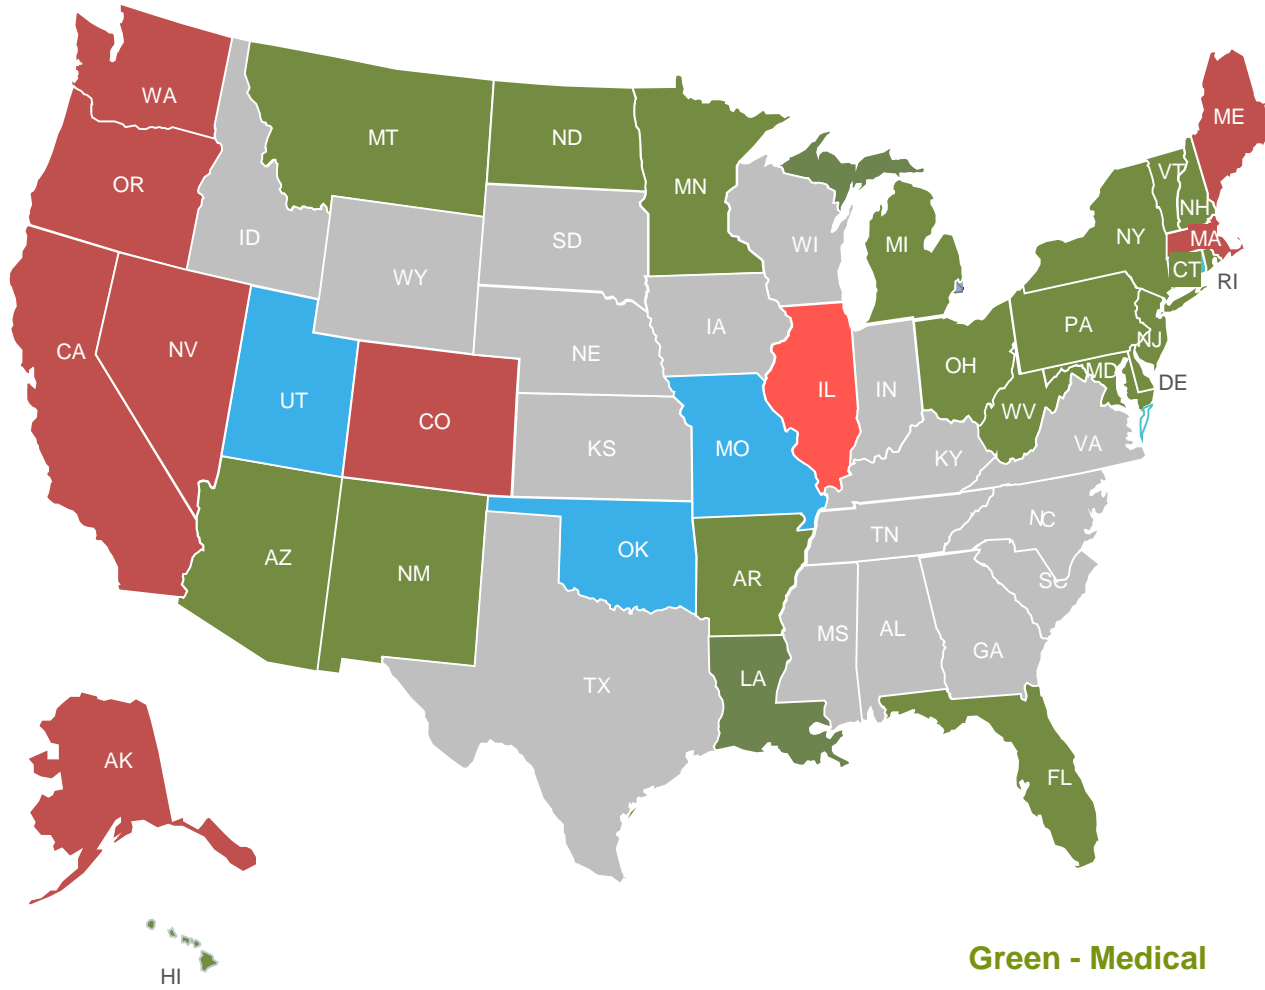 WA
ME
MT
ND
VT
OR
MN
NH
NY
MA
ID
SD
WI
MI
CT
RI
WY
IA
PA
NJ
CA
NV
NE
OH
MD
DE
UT
CO
IL
IN
WV
KS
MO
KY
VA
NC
TN
AZ
NM
OK
AR
SC
MS
AL
GA
TX
LA
AK
FL
HI
Green - Medical